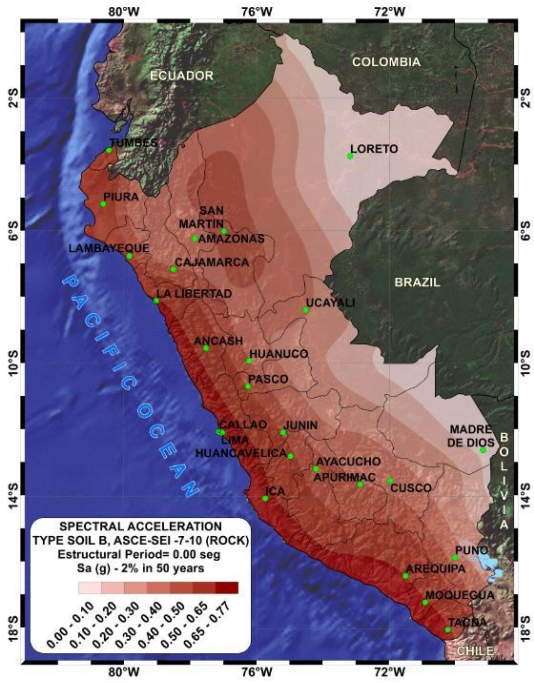 80°W 76°W 72°W
COLOMBIA
ECUADOR
2°S 2°S
TUMBES
LORETO
PIURA
SAN
MARTIN
6°S 6°S
AMAZONAS
LAMBAYEQUE
CAJAMARCA
BRAZIL
LA LIBERTAD
UCAYALI
PACIFIC OCEAN
ANCASH
HUANUCO
10°S 10°S
PASCO
CALLAO
LIMA
JUNIN
MADRE
DE DIOS
BOLIVIA
HUANCAVELICA
AYACUCHO
APURIMAC
CUSCO
14°S 14°S
ICA
SPECTRAL ACCELERATION
TYPE SOIL B, ASCE-SEI -7-10 (ROCK)
Estructural Period= 0.00 seg
Sa (g) - 2% in 50 years
0.00 - 0.10
0.10 - 0.20
0.20 - 0.30
0.30 - 0.40
0.40 - 0.50
0.50 - 0.65
0.65 - 0.77
PUNO
AREQUIPA
MOQUEGUA
TACNA
18°S 18°S
CHILE
80°W 76°W 72°W